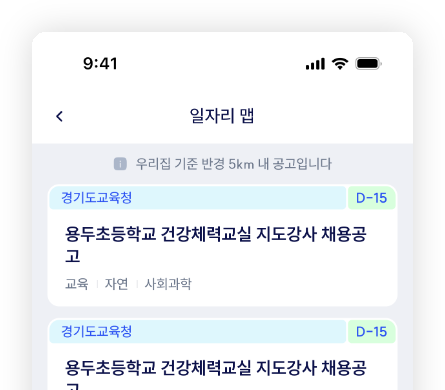 9:41
일자리 맵
우리집 기준 반경 5km 내 공고입니다
경기도교육청 D-15
용두초등학교 건강체력교실 지도강사 채용공
고
교육 자연 사회과학
경기도교육청 D-15
용두초등학교 건강체력교실 지도강사 채용공
고